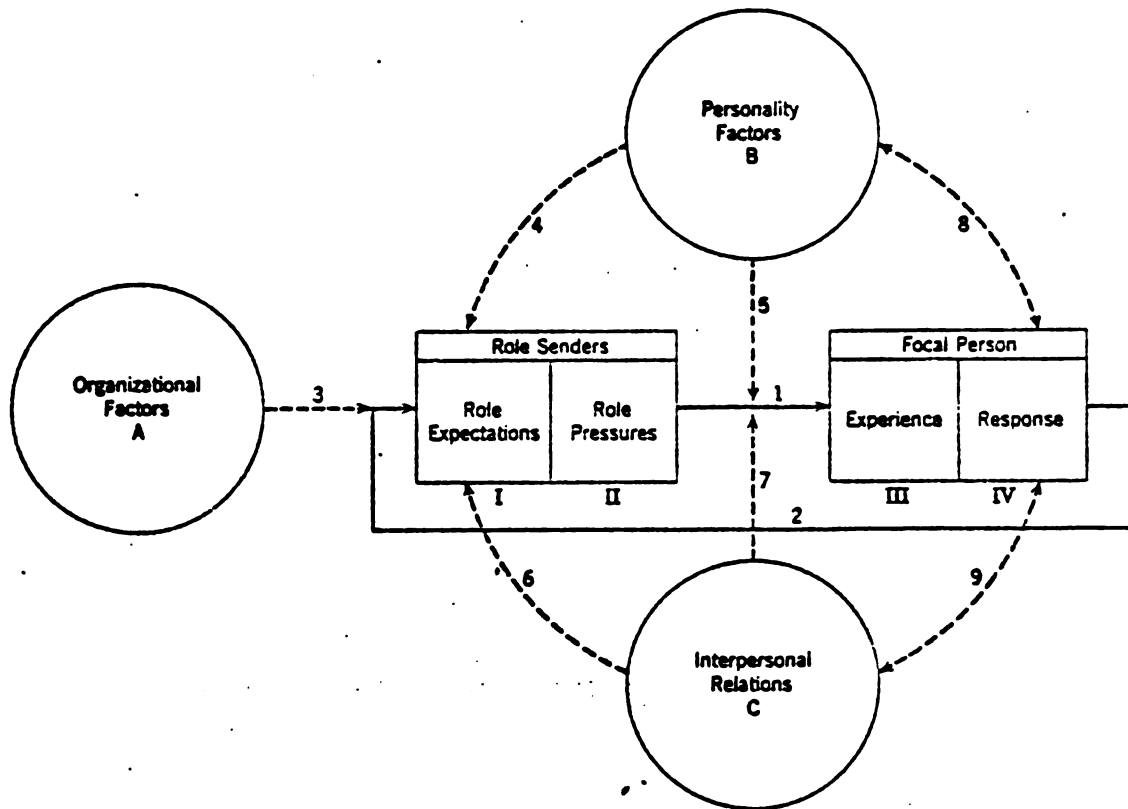 Personality
Factors
B
4
8
5
Role Senders
Focal Person
Organizational
Factors
A
3
Role
Expectations
Role
Pressures
1
Experience
Response
I
II
7
III
IV
2
6
9
Interpersonal
Relations
C